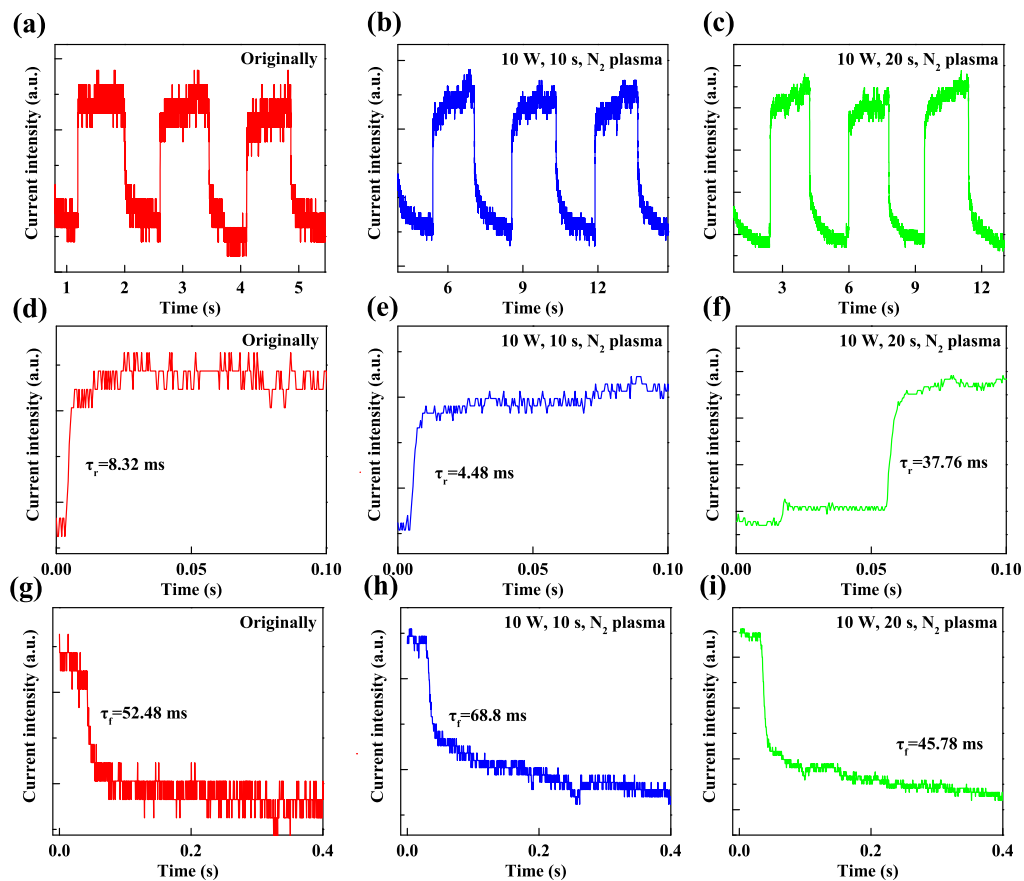 (a)
Originally
Current intensity (a.u.)
1 2 3 4 5
Time (s)
(b)
10 W, 10 s, N₂ plasma
Current intensity (a.u.)
6 9 12
Time (s)
(c)
10 W, 20 s, N₂ plasma
Current intensity (a.u.)
3 6 9 12
Time (s)
(d)
Originally
τᵣ=8.32 ms
Current intensity (a.u.)
0.00 0.05 0.10
Time (s)
(e)
10 W, 10 s, N₂ plasma
τᵣ=4.48 ms
Current intensity (a.u.)
0.00 0.05 0.10
Time (s)
(f)
10 W, 20 s, N₂ plasma
τᵣ=37.76 ms
Current intensity (a.u.)
0.00 0.05 0.10
Time (s)
(g)
Originally
τf=52.48 ms
Current intensity (a.u.)
0.0 0.2 0.4
Time (s)
(h)
10 W, 10 s, N₂ plasma
τf=68.8 ms
Current intensity (a.u.)
0.0 0.2 0.4
Time (s)
(i)
10 W, 20 s, N₂ plasma
τf=45.78 ms
Current intensity (a.u.)
0.0 0.2 0.4
Time (s)